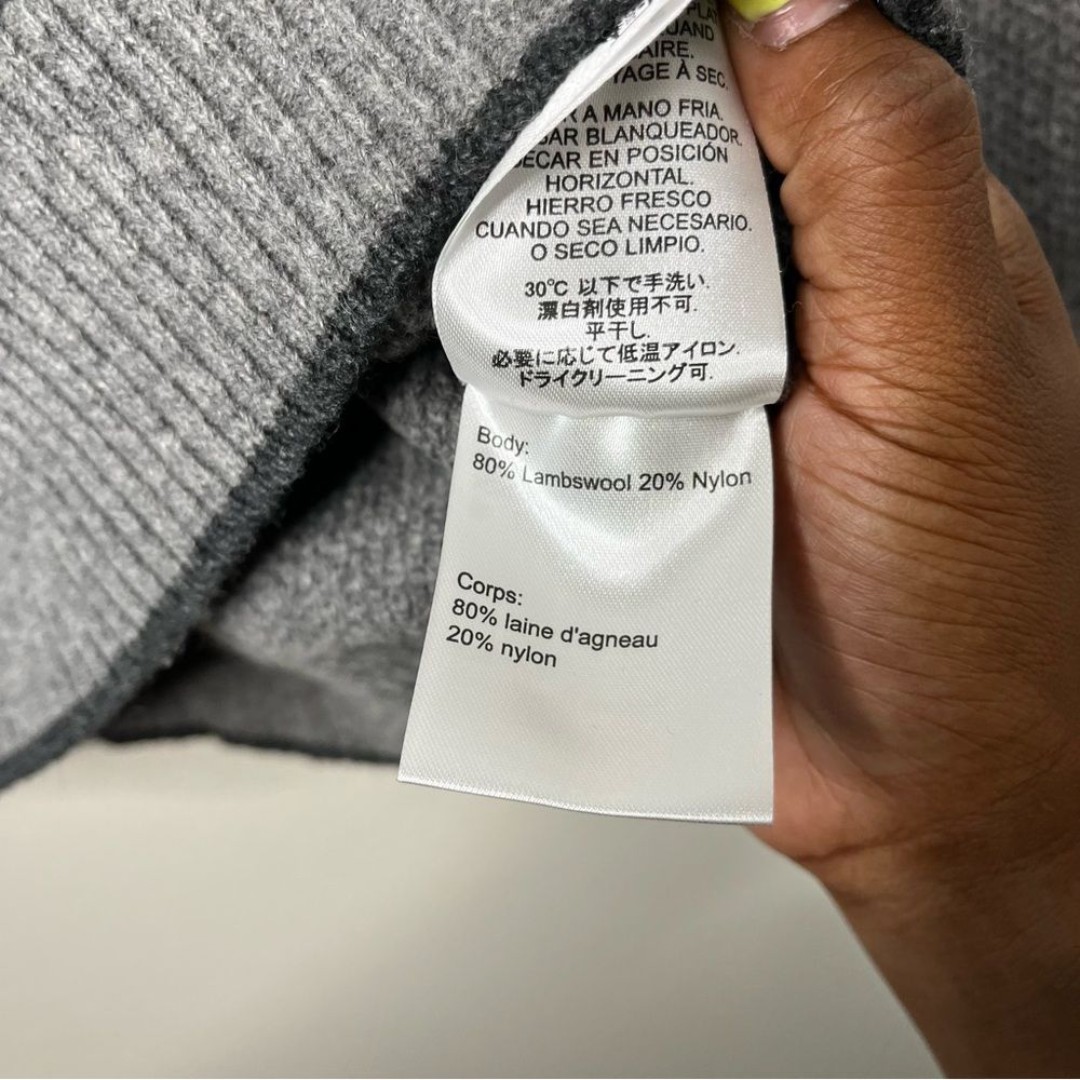 À SEC.
A MANO FRIA.
BLANQUEADOR.
EN POSICIÓN
HORIZONTAL.
HIERRO FRESCO
CUANDO SEA NECESARIO.
O SECO LIMPIO.
30℃ 以下で手洗い.
漂白剤使用不可.
平干し.
必要に応じて低温アイロン.
ドライクリーニング可.
Body:
80% Lambswool 20% Nylon
Corps:
80% laine d'agneau
20% nylon